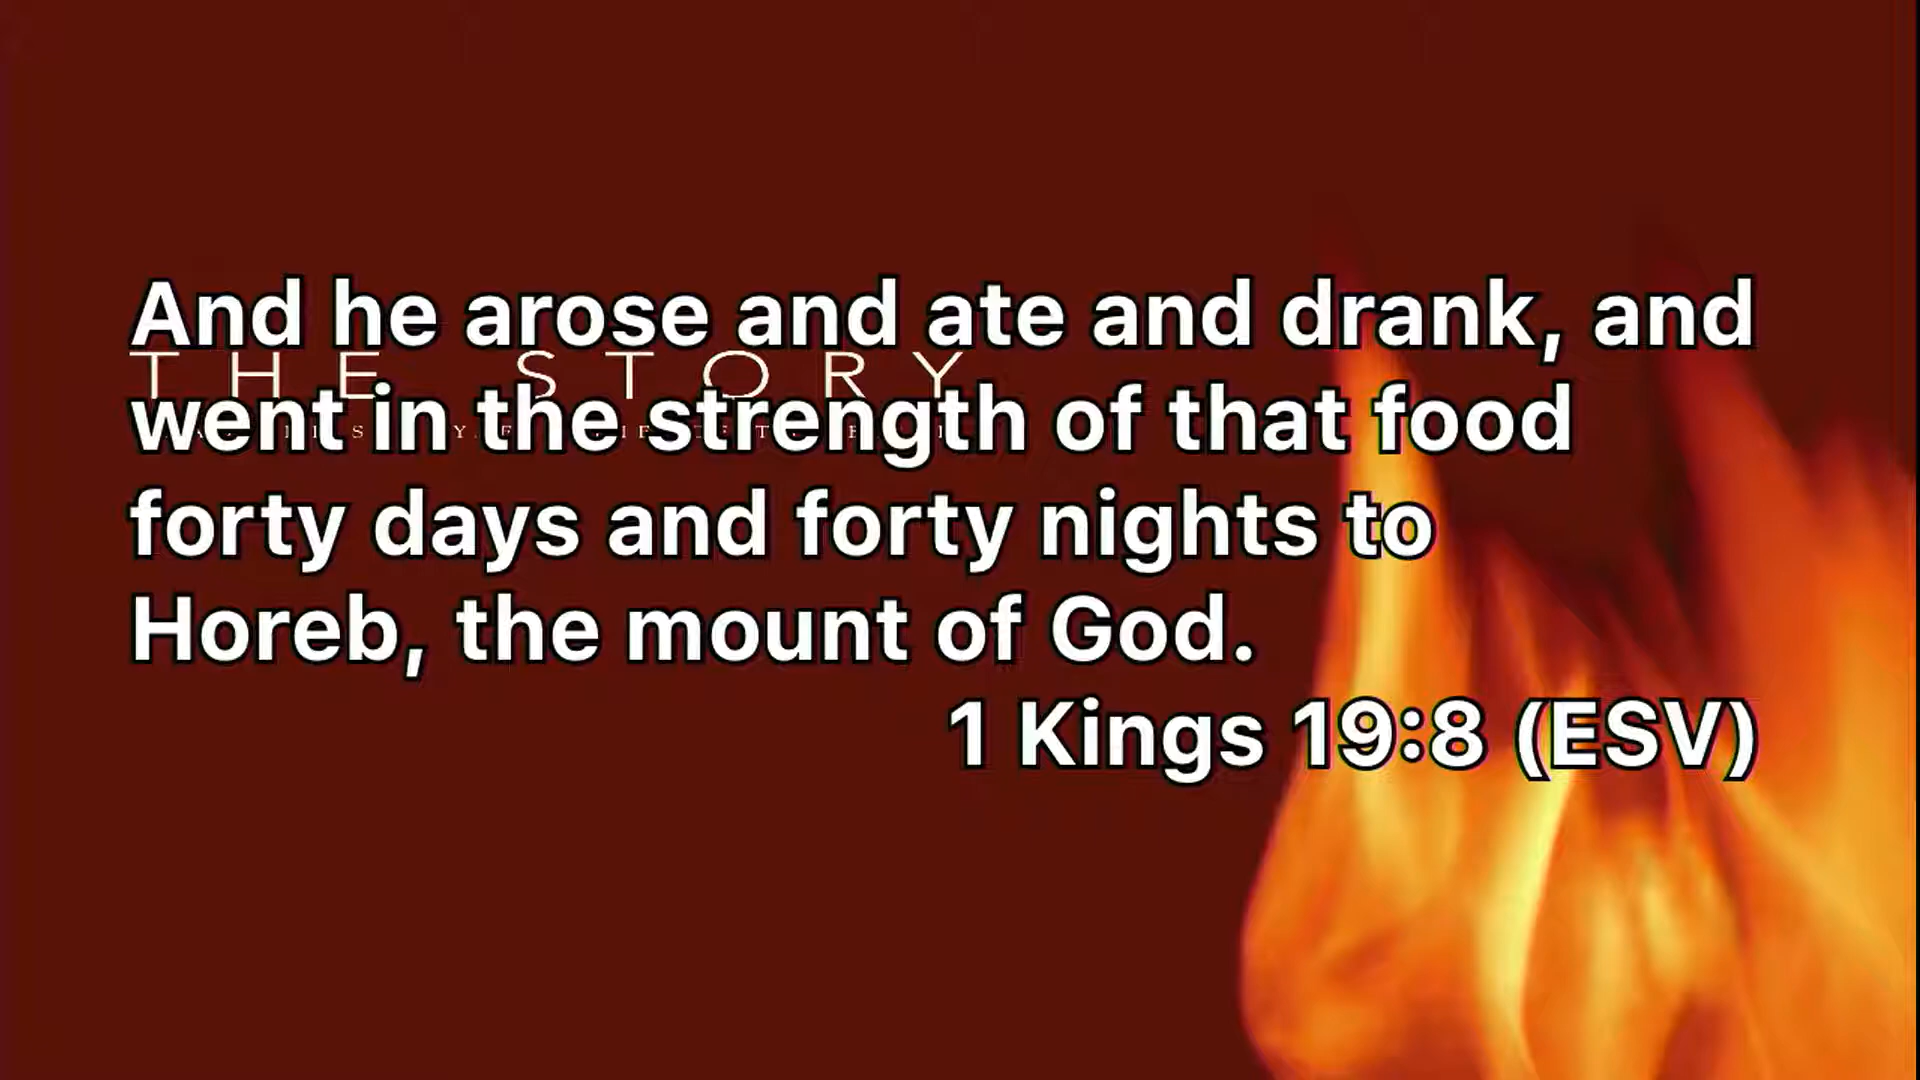 And he arose and ate and drank, and
THE STORY
went in the strength of that food
forty days and forty nights to
Horeb, the mount of God.
1 Kings 19:8 (ESV)